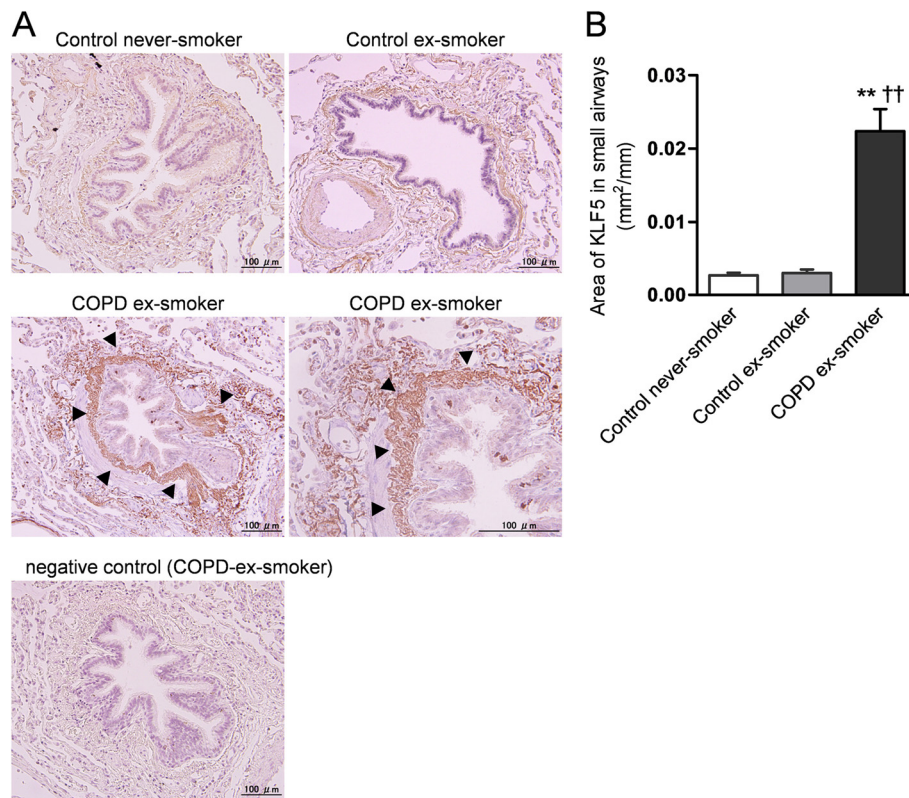 A
Control never-smoker
Control ex-smoker
100 μm
100 μm
COPD ex-smoker
COPD ex-smoker
100 μm
100 μm
negative control (COPD-ex-smoker)
100 μm
B
Area of KLF5 in small airways
(mm²/mm)
0.03
0.02
0.01
0.00
** ††
Control never-smoker
Control ex-smoker
COPD ex-smoker